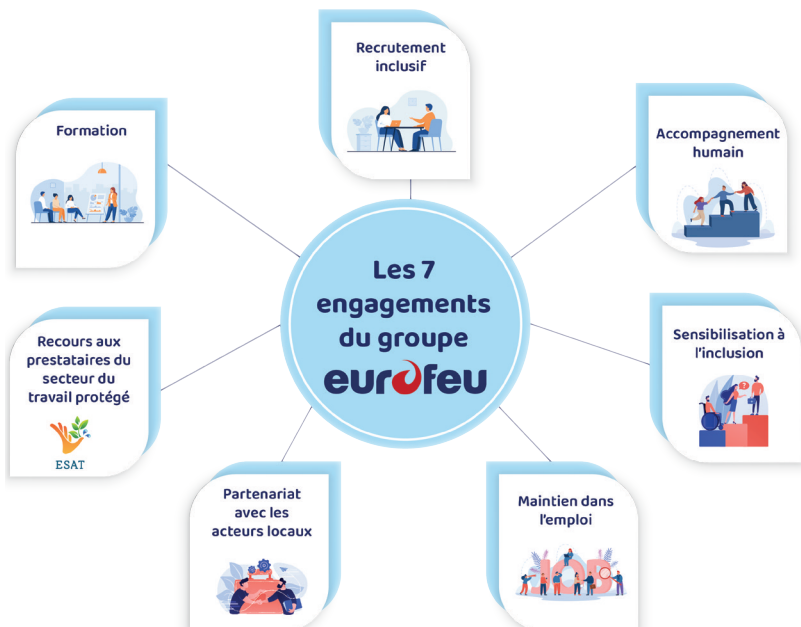 Recrutement
inclusif
Formation
Accompagnement
humain
Les 7
engagements
du groupe
eurofeu
Recours aux
prestataires du
secteur du
travail protégé
ESAT
Sensibilisation à
l'inclusion
?
Partenariat
avec les
acteurs locaux
Maintien dans
l'emploi
JOB